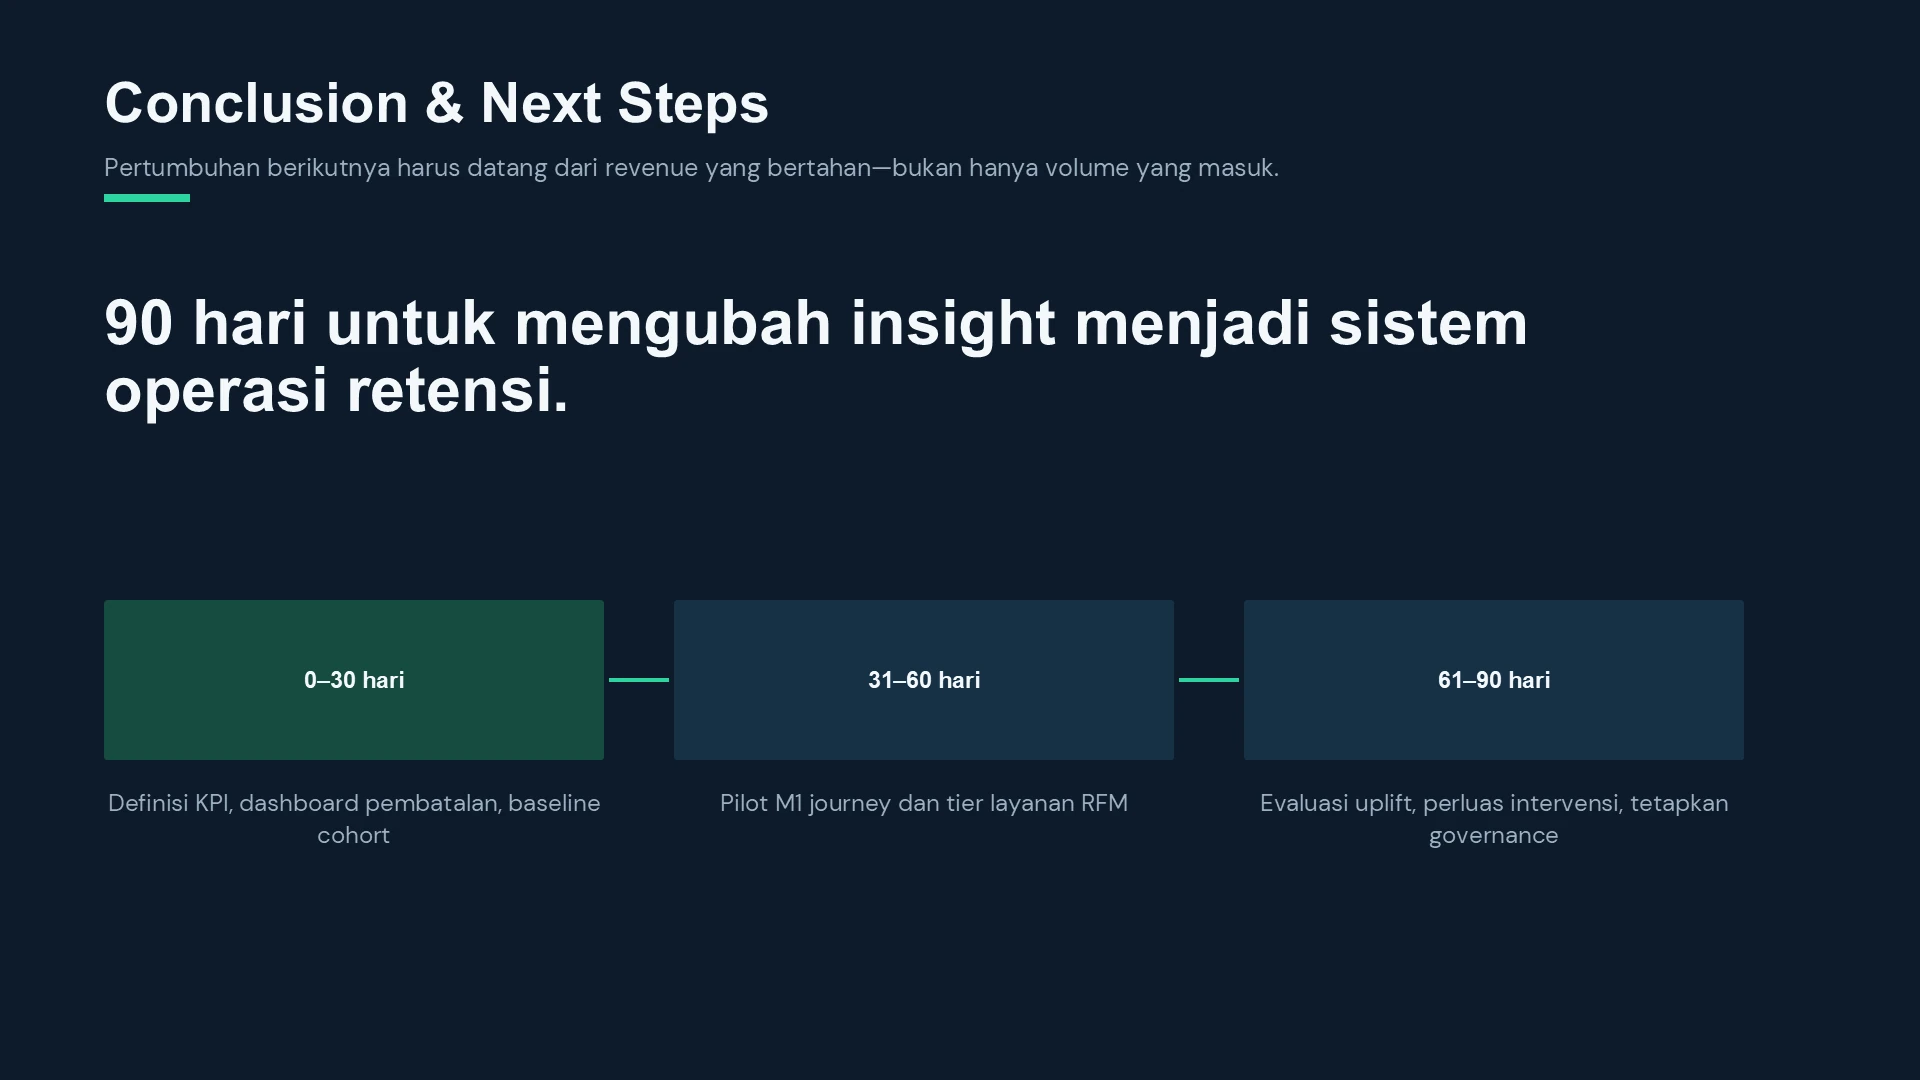 Conclusion & Next Steps
Pertumbuhan berikutnya harus datang dari revenue yang bertahan—bukan hanya volume yang masuk.
90 hari untuk mengubah insight menjadi sistem
operasi retensi.
0–30 hari
31–60 hari
61–90 hari
Definisi KPI, dashboard pembatalan, baseline
cohort
Pilot M1 journey dan tier layanan RFM
Evaluasi uplift, perluas intervensi, tetapkan
governance